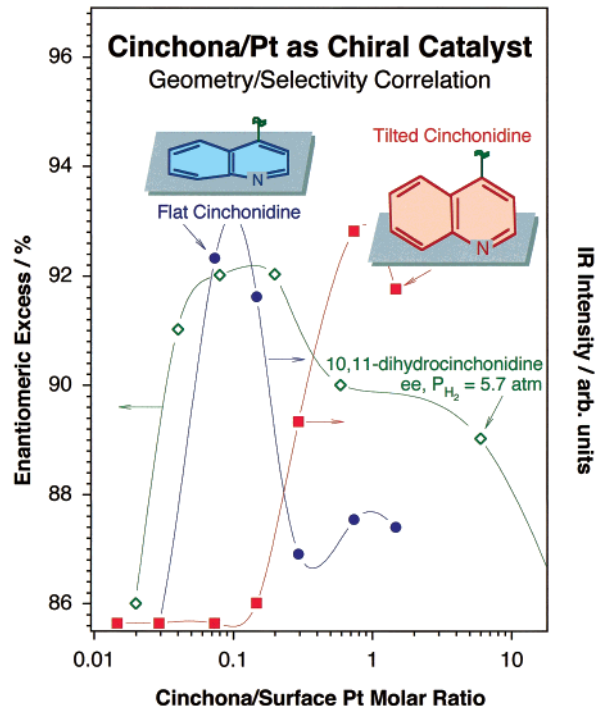 Cinchona/Pt as Chiral Catalyst
Geometry/Selectivity Correlation
Tilted Cinchonidine
N
Flat Cinchonidine
N
10,11-dihydrocinchonidine
ee, P_H₂ = 5.7 atm
Enantiomeric Excess / %
96
94
92
90
88
86
IR Intensity / arb. units
0.01
0.1
1
10
Cinchona/Surface Pt Molar Ratio